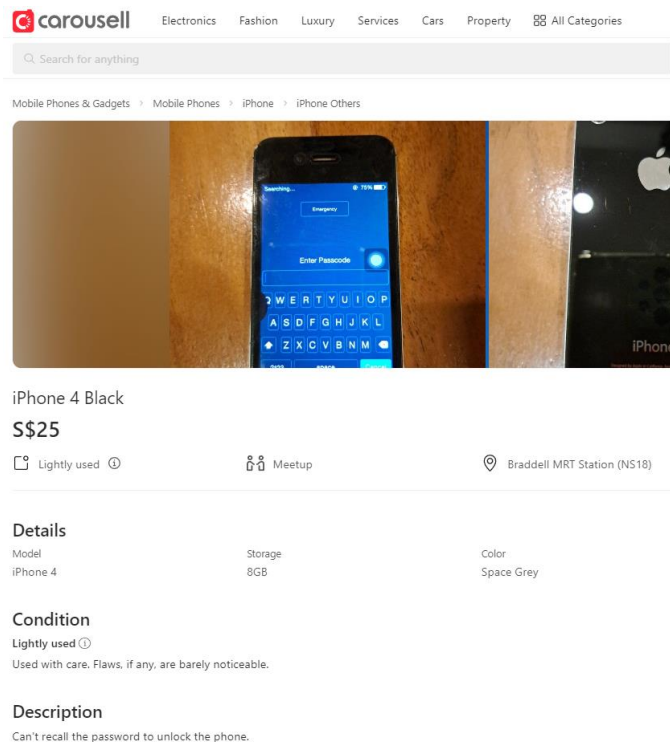 carousell Electronics Fashion Luxury Services Cars Property All Categories
Search for anything
Mobile Phones & Gadgets > Mobile Phones > iPhone > iPhone Others
Searching... 75%
Emergency
Enter Passcode
Q W E R T Y U I O P
A S D F G H J K L
Z X C V B N M
space Cancel
iPhone 4 Black
S$25
Lightly used Meetup Braddell MRT Station (NS18)
Details
Model Storage Color
iPhone 4 8GB Space Grey
Condition
Lightly used
Used with care. Flaws, if any, are barely noticeable.
Description
Can't recall the password to unlock the phone.